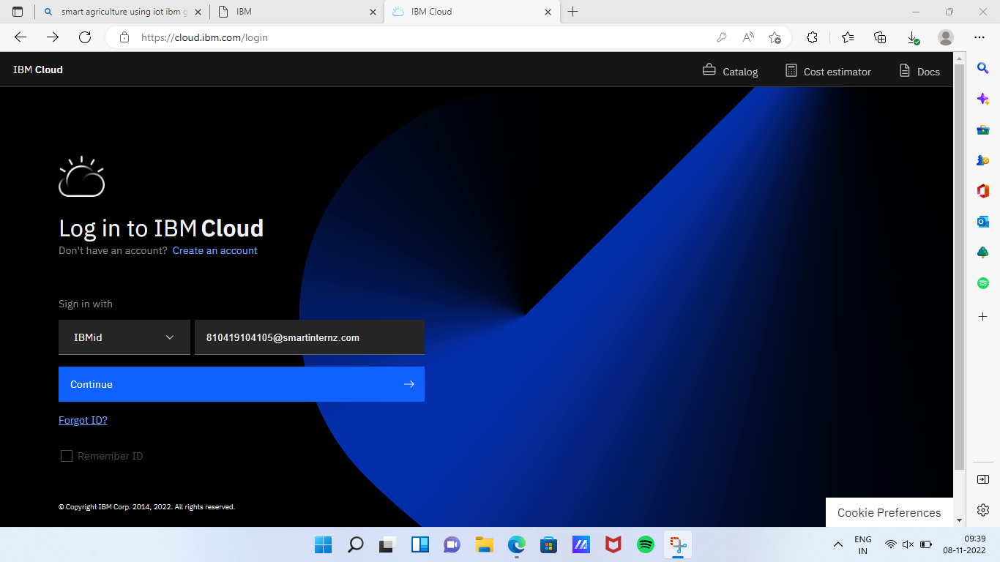 smart agriculture using iot ibm g
IBM
IBM Cloud
https://cloud.ibm.com/login
IBM Cloud
Catalog
Cost estimator
Docs
Log in to IBM Cloud
Don't have an account? Create an account
Sign in with
IBMid
810419104105@smartinternz.com
Continue
Forgot ID?
Remember ID
© Copyright IBM Corp. 2014, 2022. All rights reserved.
Cookie Preferences
ENG
IN
09:39
08-11-2022